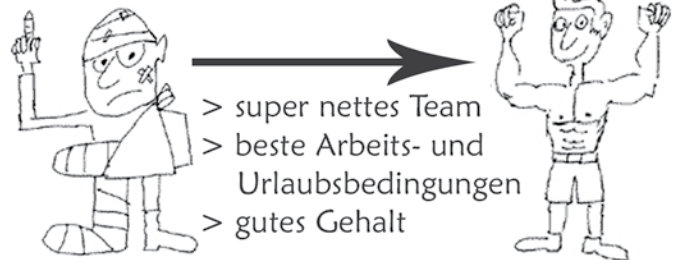 > super nettes Team
> beste Arbeits- und
Urlaubsbedingungen
> gutes Gehalt